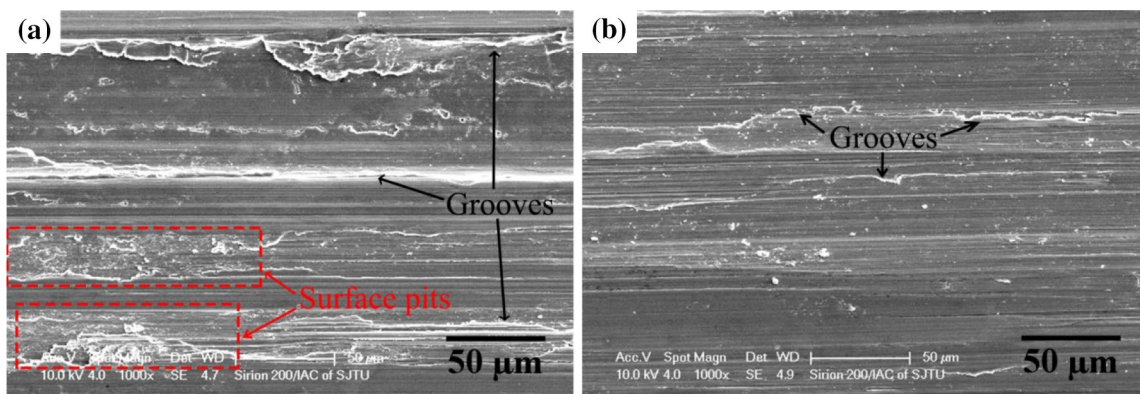 (a)
Grooves
Surface pits
50 μm
Acc.V Spot Magn Det WD 50 μm
10.0 kV 4.0 1000x SE 4.7 Sirion 200/IAC of SJTU
(b)
Grooves
50 μm
Acc.V Spot Magn Det WD 50 μm
10.0 kV 4.0 1000x SE 4.9 Sirion 200/IAC of SJTU